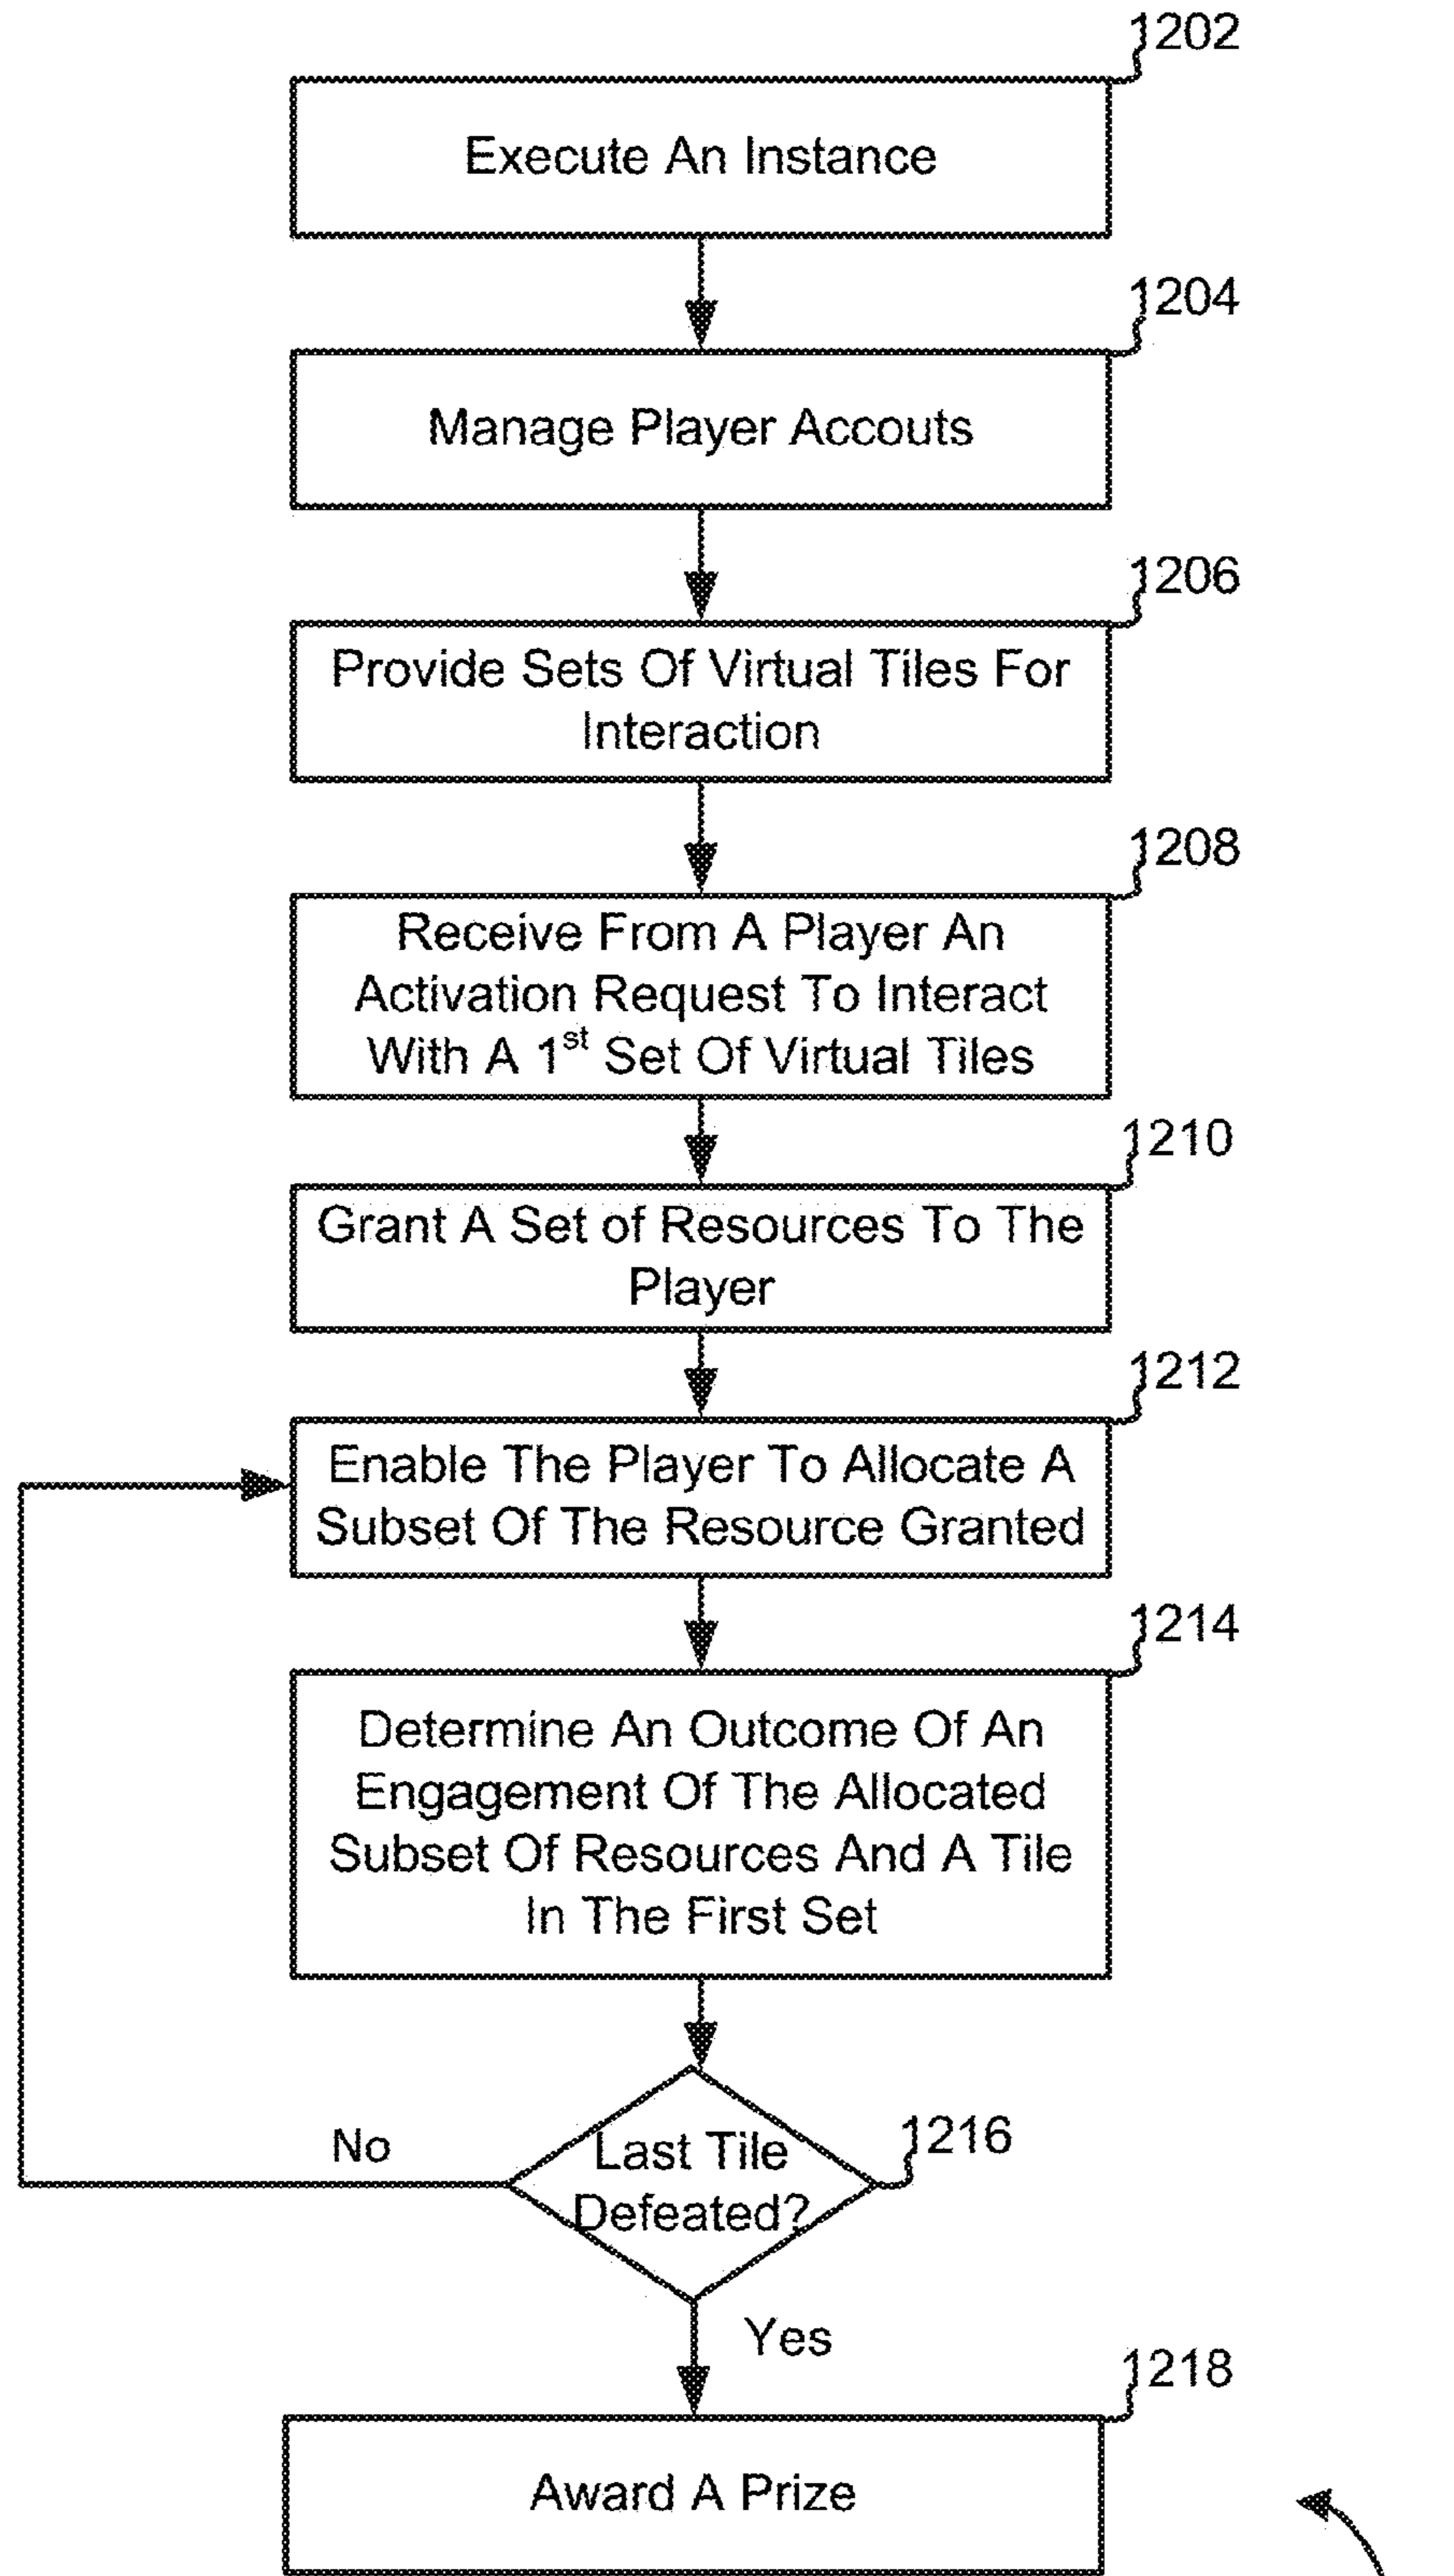 1202
Execute An Instance
1204
Manage Player Accouts
1206
Provide Sets Of Virtual Tiles For
Interaction
1208
Receive From A Player An
Activation Request To Interact
With A 1st Set Of Virtual Tiles
1210
Grant A Set of Resources To The
Player
1212
Enable The Player To Allocate A
Subset Of The Resource Granted
1214
Determine An Outcome Of An
Engagement Of The Allocated
Subset Of Resources And A Tile
In The First Set
1216
Last Tile
Defeated?
No
Yes
1218
Award A Prize